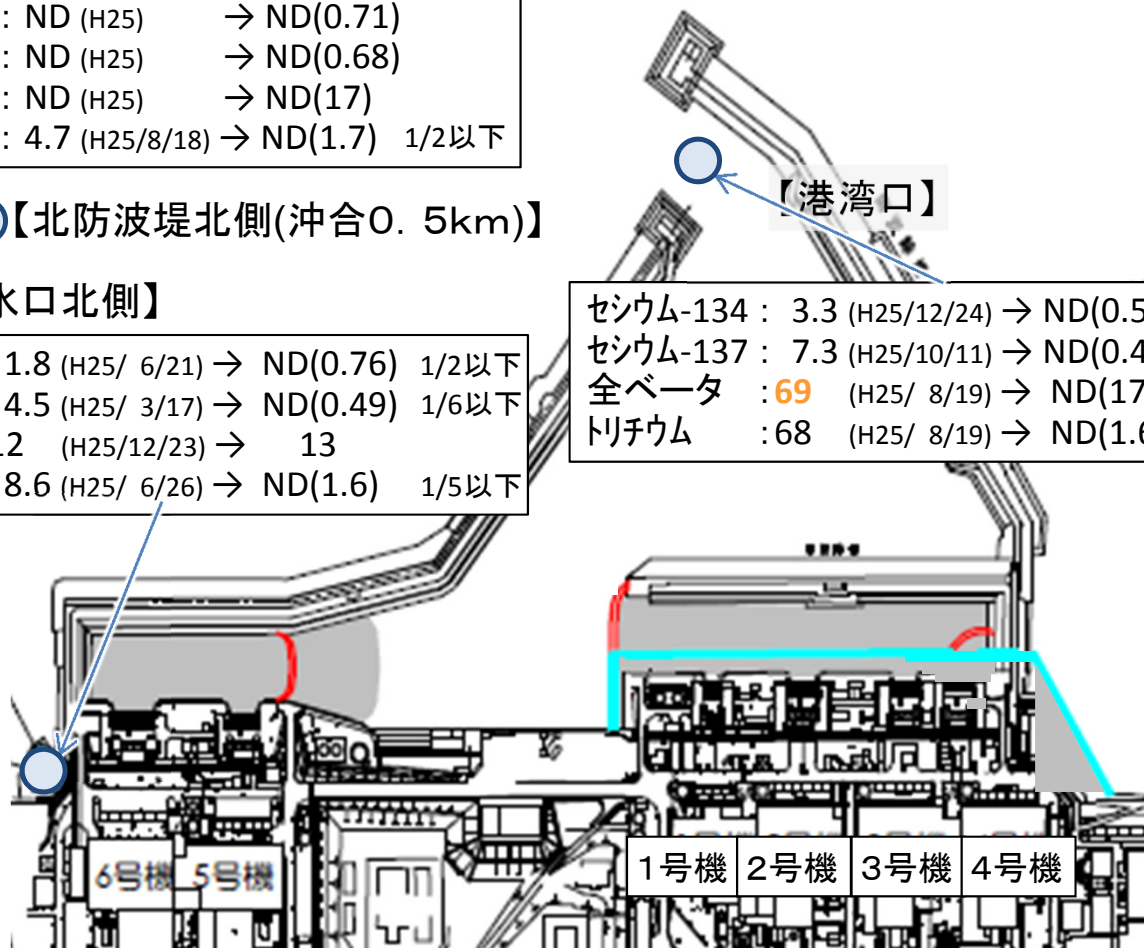 : ND (H25) → ND(0.71)
: ND (H25) → ND(0.68)
: ND (H25) → ND(17)
: 4.7 (H25/8/18) → ND(1.7) 1/2以下
【港湾口】
【北防波堤北側(沖合0．5km)】
水口北側】
セシウム-134 : 3.3 (H25/12/24) → ND(0.5
セシウム-137 : 7.3 (H25/10/11) → ND(0.4
全ベータ : 69 (H25/ 8/19) → ND(17
トリチウム : 68 (H25/ 8/19) → ND(1.6
1.8 (H25/ 6/21) → ND(0.76) 1/2以下
4.5 (H25/ 3/17) → ND(0.49) 1/6以下
2 (H25/12/23) → 13
8.6 (H25/ 6/26) → ND(1.6) 1/5以下
6号機 5号機
1号機 2号機 3号機 4号機